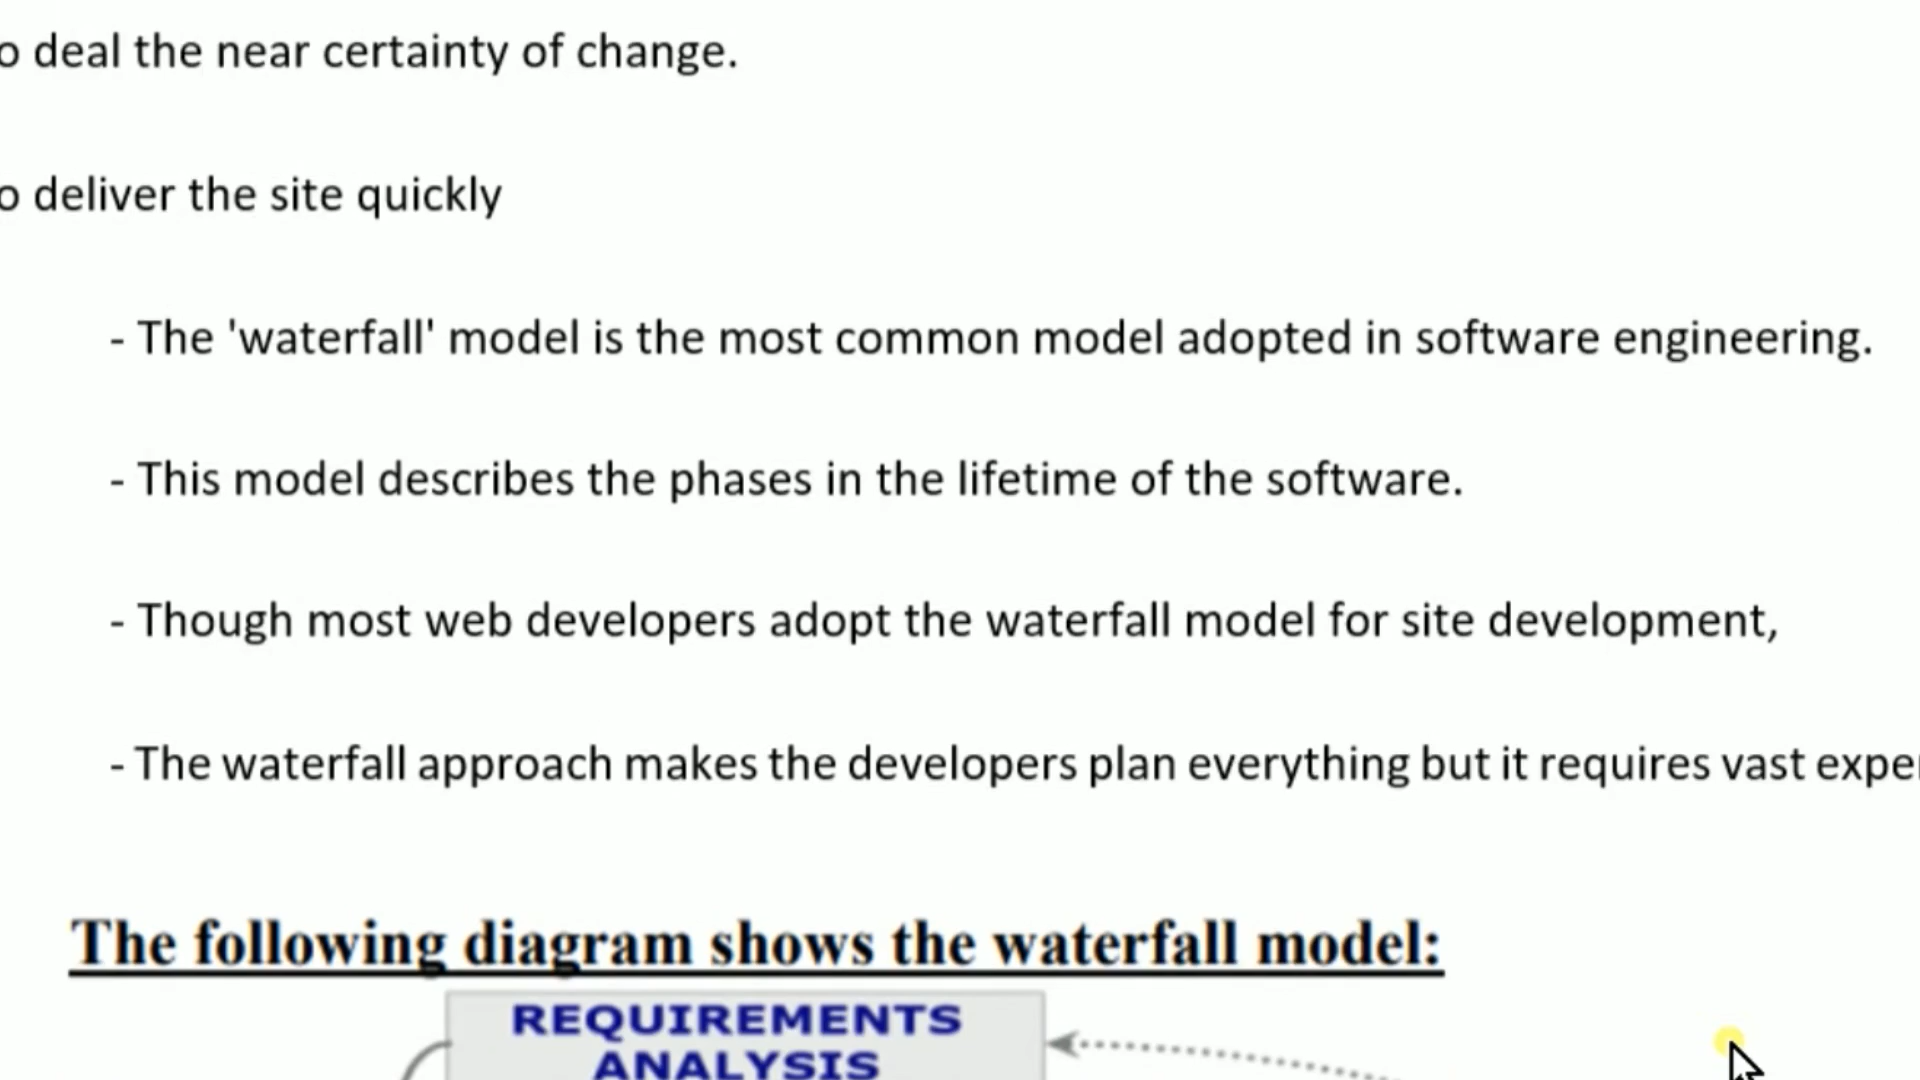 o deal the near certainty of change.
o deliver the site quickly
- The 'waterfall' model is the most common model adopted in software engineering.
- This model describes the phases in the lifetime of the software.
- Though most web developers adopt the waterfall model for site development,
- The waterfall approach makes the developers plan everything but it requires vast
The following diagram shows the waterfall model:
REQUIREMENTS
ANALYSIS